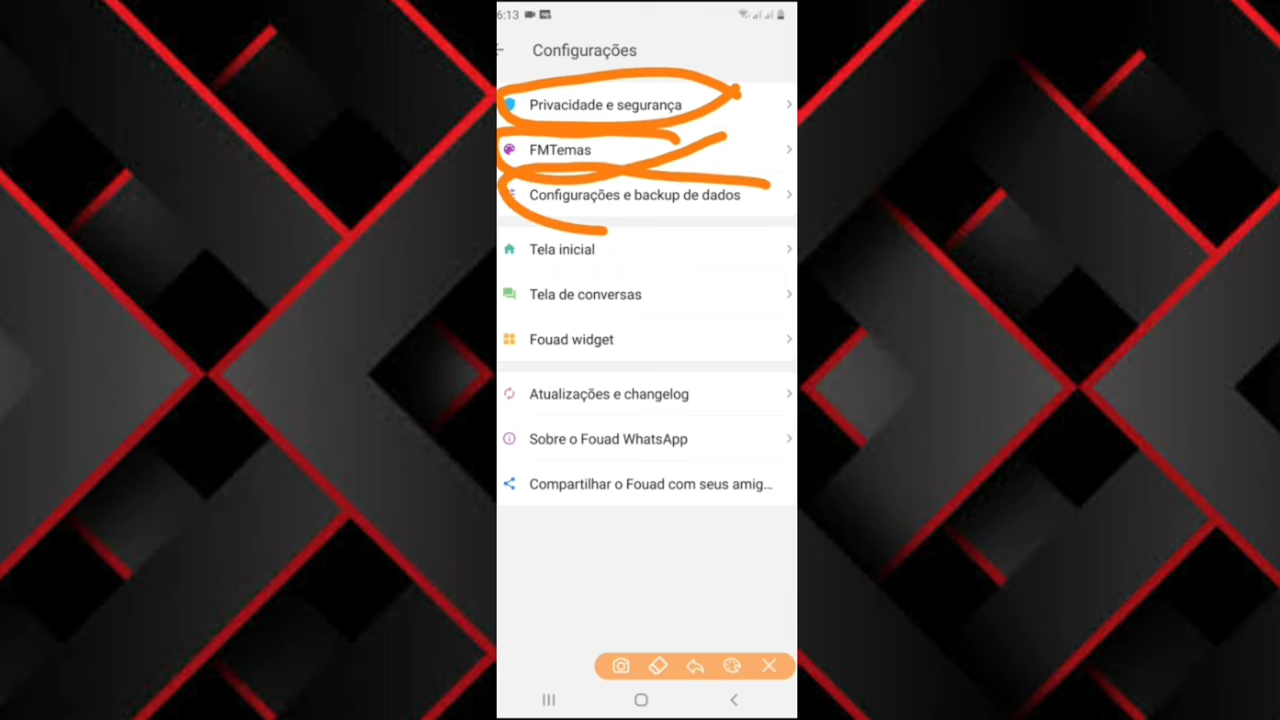 6:13
Configurações
Privacidade e segurança
FMTemas
Configurações e backup de dados
Tela inicial
Tela de conversas
Fouad widget
Atualizações e changelog
Sobre o Fouad WhatsApp
Compartilhar o Fouad com seus amig...